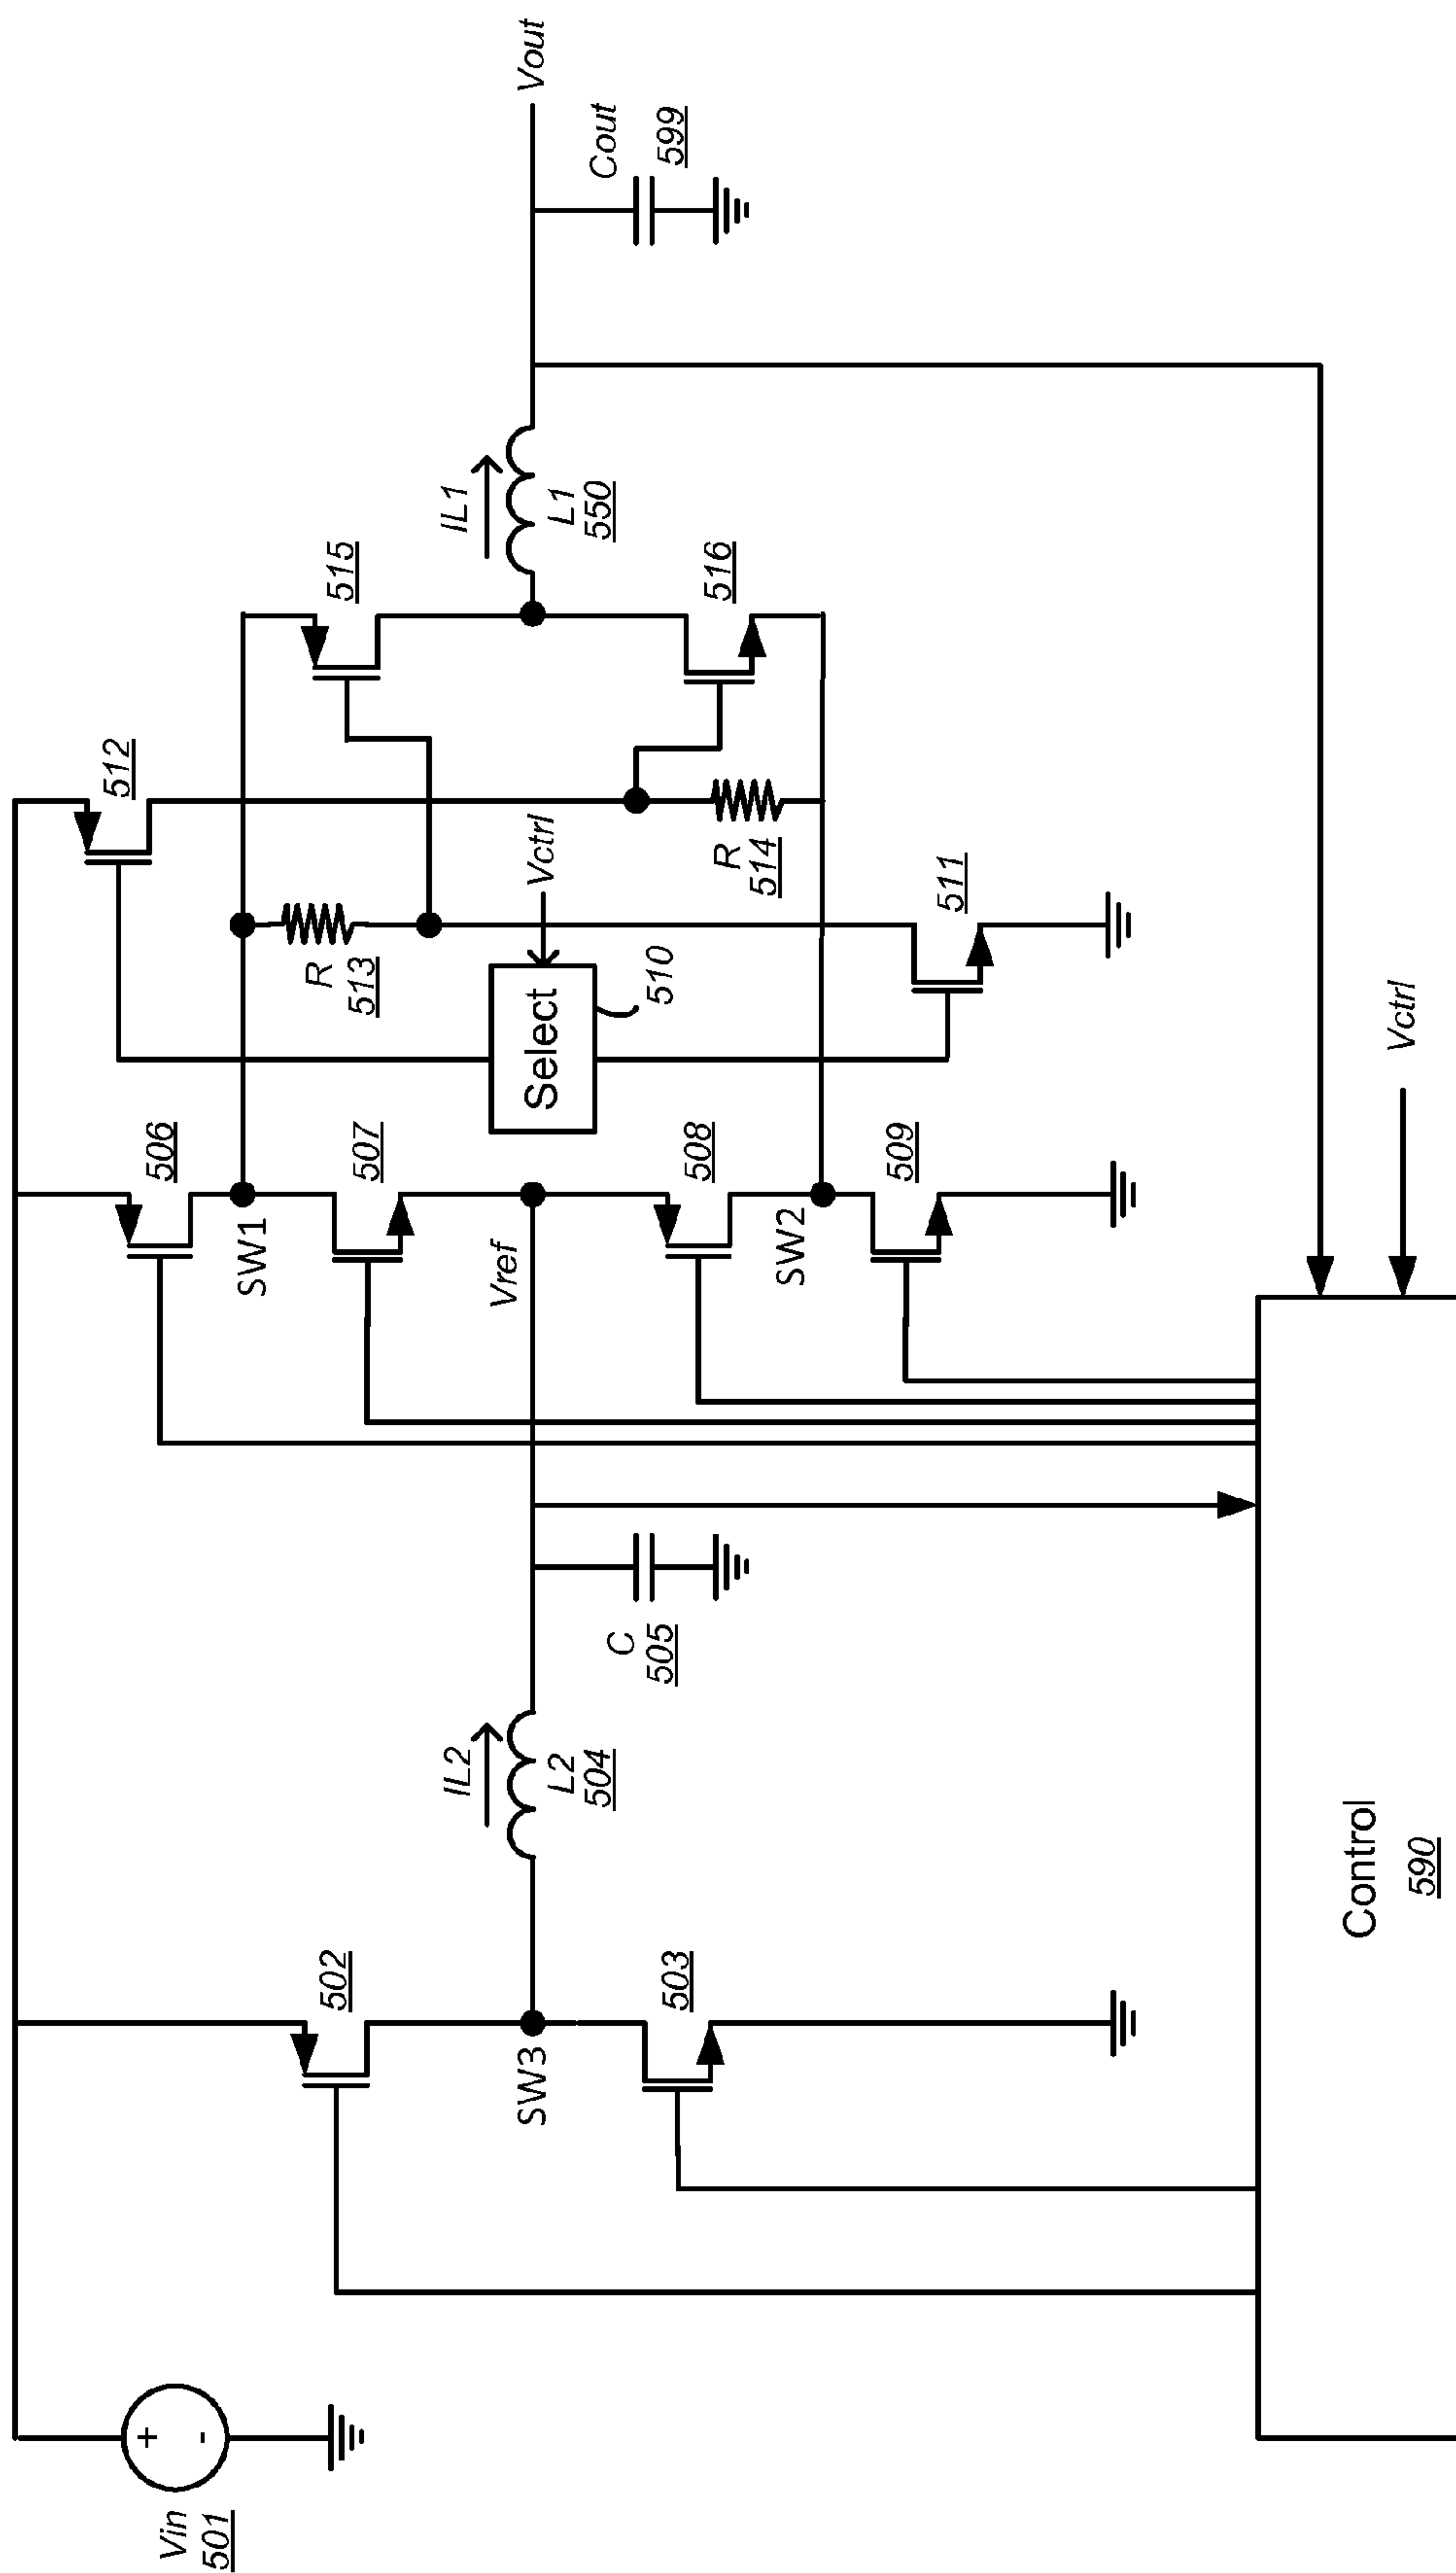 Vin
501
+
-
502
SW3
503
IL2
L2
504
C
505
Vref
506
SW1
507
508
SW2
509
Select
510
Vctrl
R
513
R
514
511
512
515
516
IL1
L1
550
Cout
599
Vout
Control
590
Vctrl